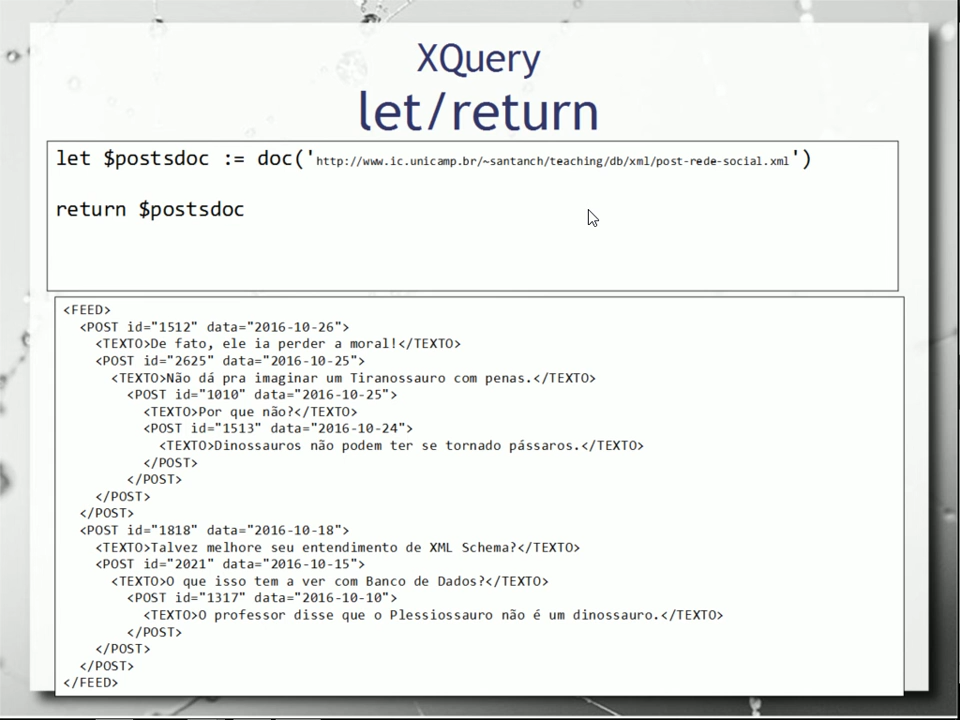 XQuery
let/return
let $postsdoc := doc('http://www.ic.unicamp.br/~santanch/teaching/db/xml/post-rede-social.xml')
return $postsdoc
<FEED>
<POST id="1512" data="2016-10-26">
<TEXTO>De fato, ele ia perder a moral!</TEXTO>
<POST id="2625" data="2016-10-25">
<TEXTO>Não dá pra imaginar um Tiranossauro com penas.</TEXTO>
<POST id="1010" data="2016-10-25">
<TEXTO>Por que não?</TEXTO>
<POST id="1513" data="2016-10-24">
<TEXTO>Dinossauros não podem ter se tornado pássaros.</TEXTO>
</POST>
</POST>
</POST>
</POST>
<POST id="1818" data="2016-10-18">
<TEXTO>Talvez melhore seu entendimento de XML Schema?</TEXTO>
<POST id="2021" data="2016-10-15">
<TEXTO>O que isso tem a ver com Banco de Dados?</TEXTO>
<POST id="1317" data="2016-10-10">
<TEXTO>O professor disse que o Plessiossauro não é um dinossauro.</TEXTO>
</POST>
</POST>
</POST>
</FEED>